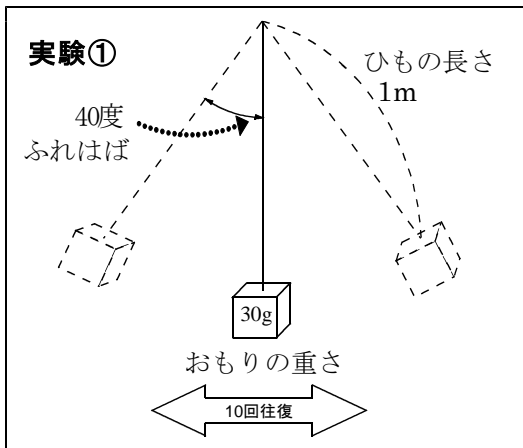 実験①
ひもの長さ
1m
40度
ふれはば
30g
おもりの重さ
10回往復